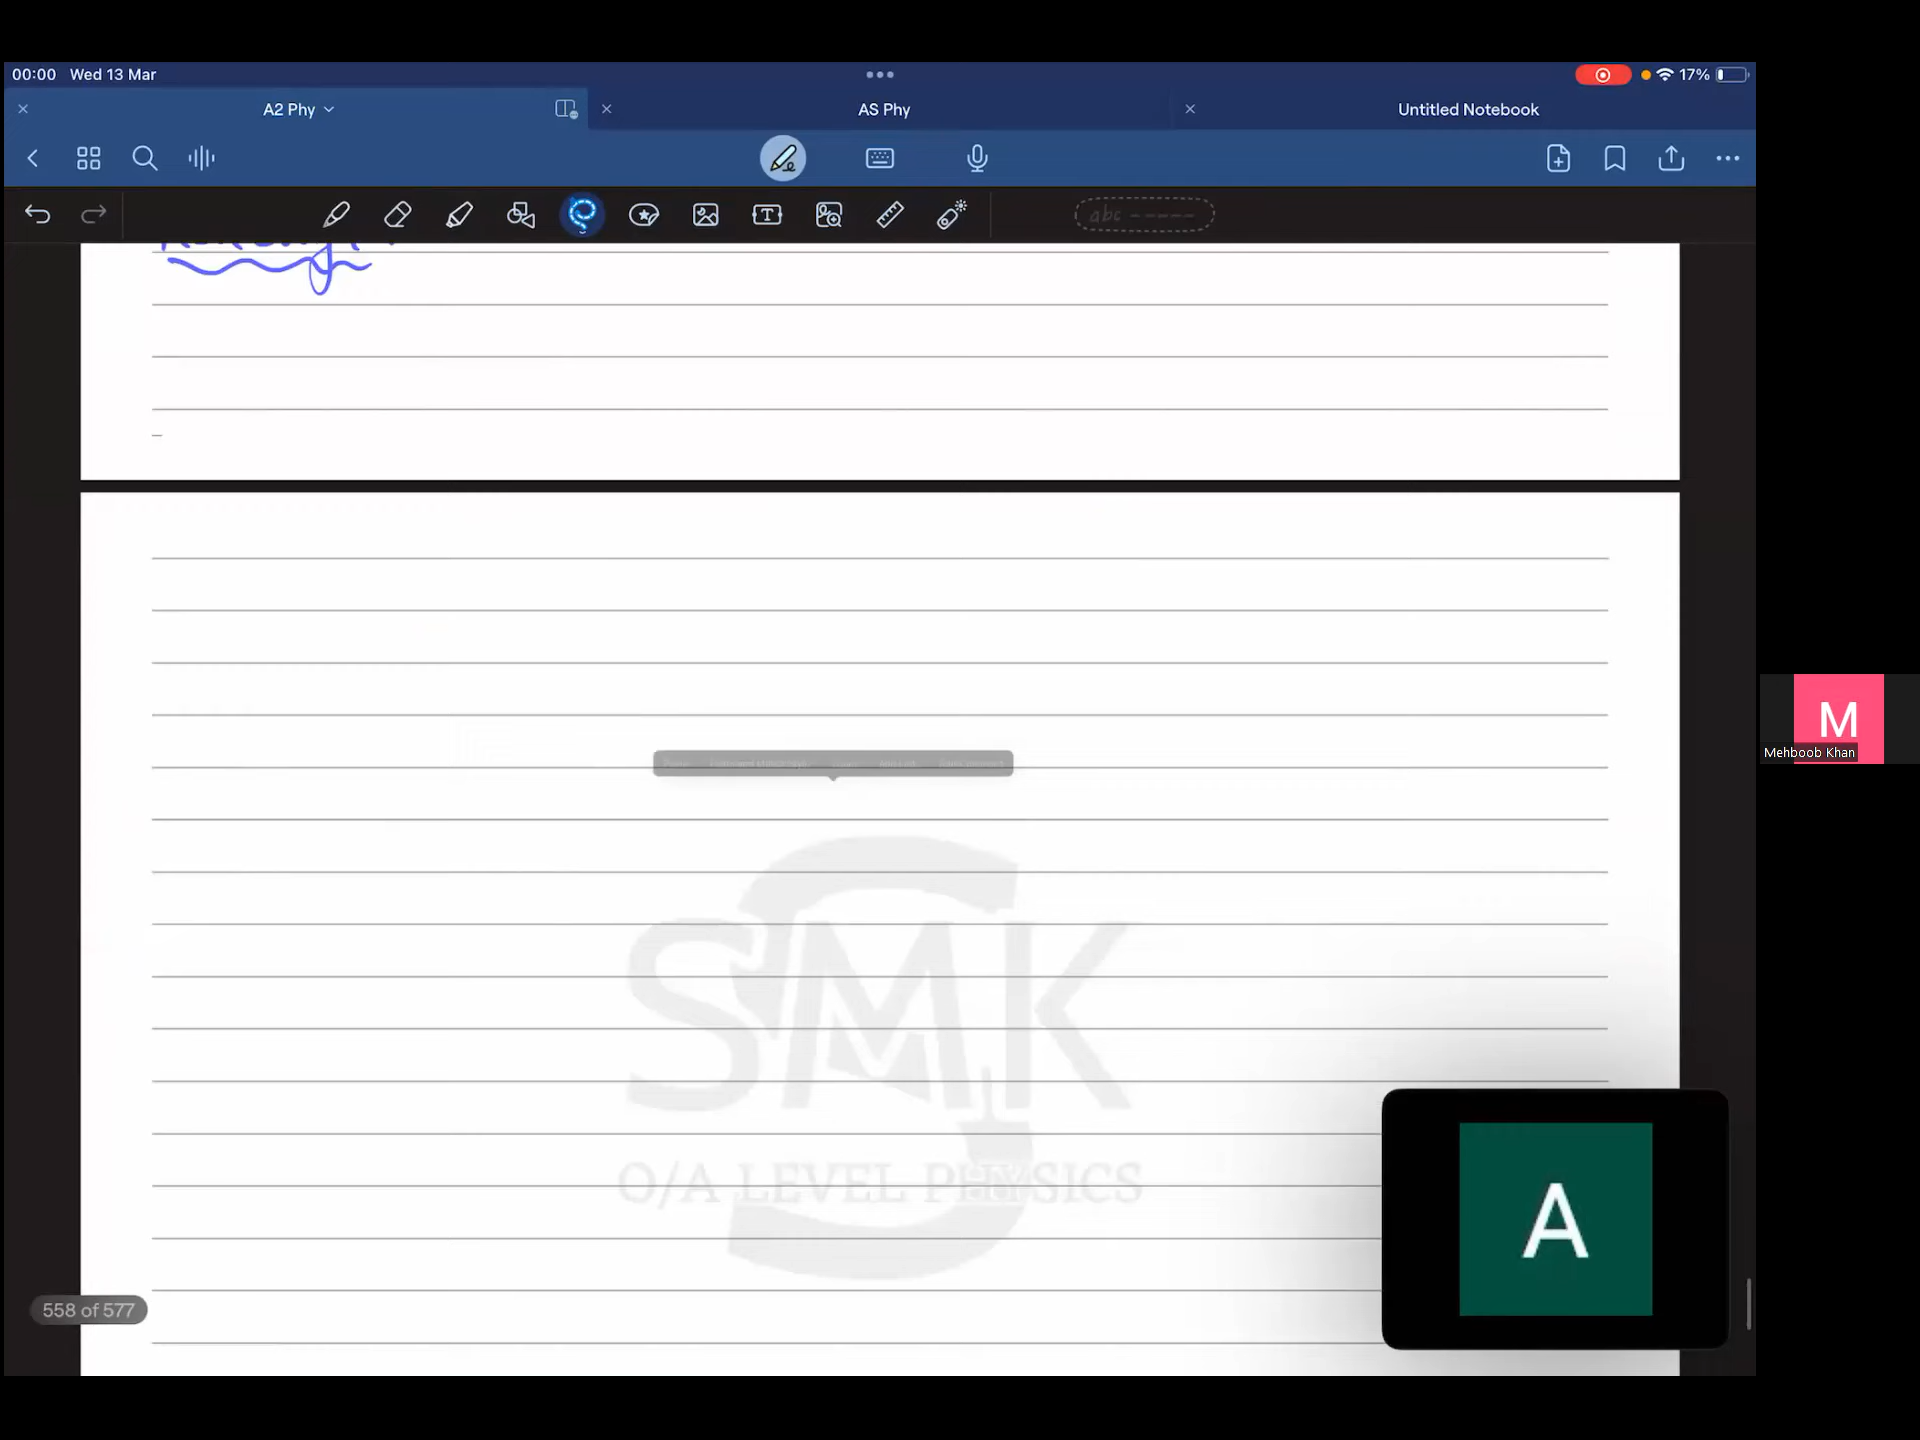 00:00 Wed 13 Mar
17%
A2 Phy
AS Phy
Untitled Notebook
T
abc
SMK
O/A LEVEL PHYSICS
M
Mehboob Khan
A
558 of 577